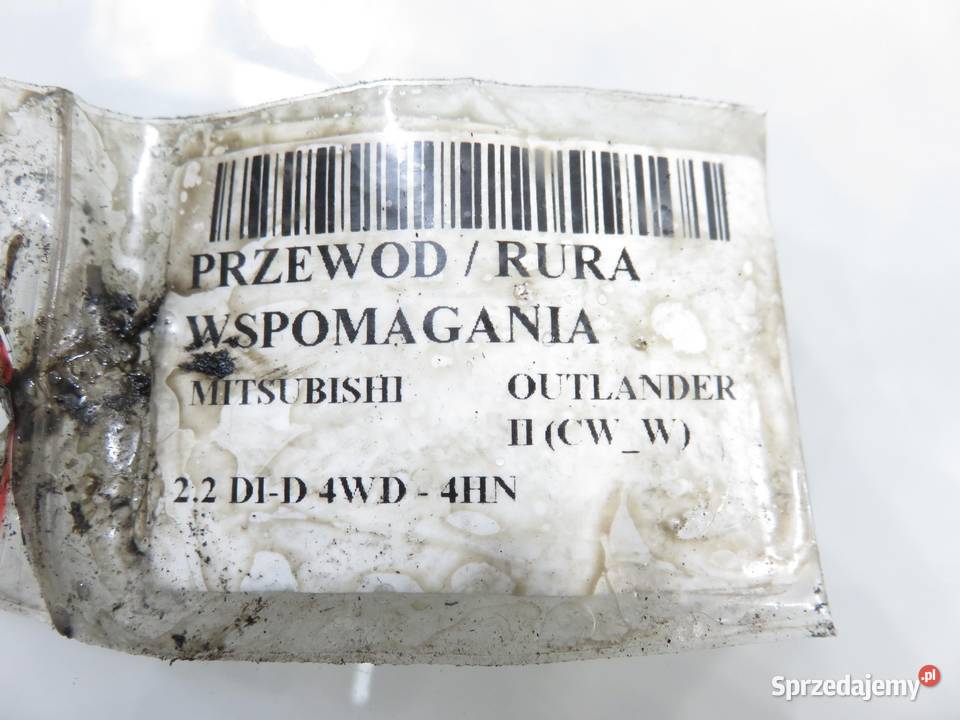 PRZEWOD / RURA
WSPOMAGANIA
MITSUBISHI OUTLANDER
II (CW_W)
2.2 DI-D 4WD - 4HN
Sprzedajemy.pl